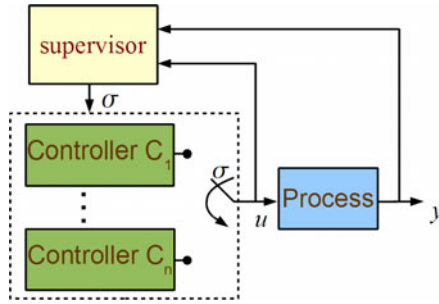 supervisor
σ
Controller C1
σ
u
Process
y
Controller Cn